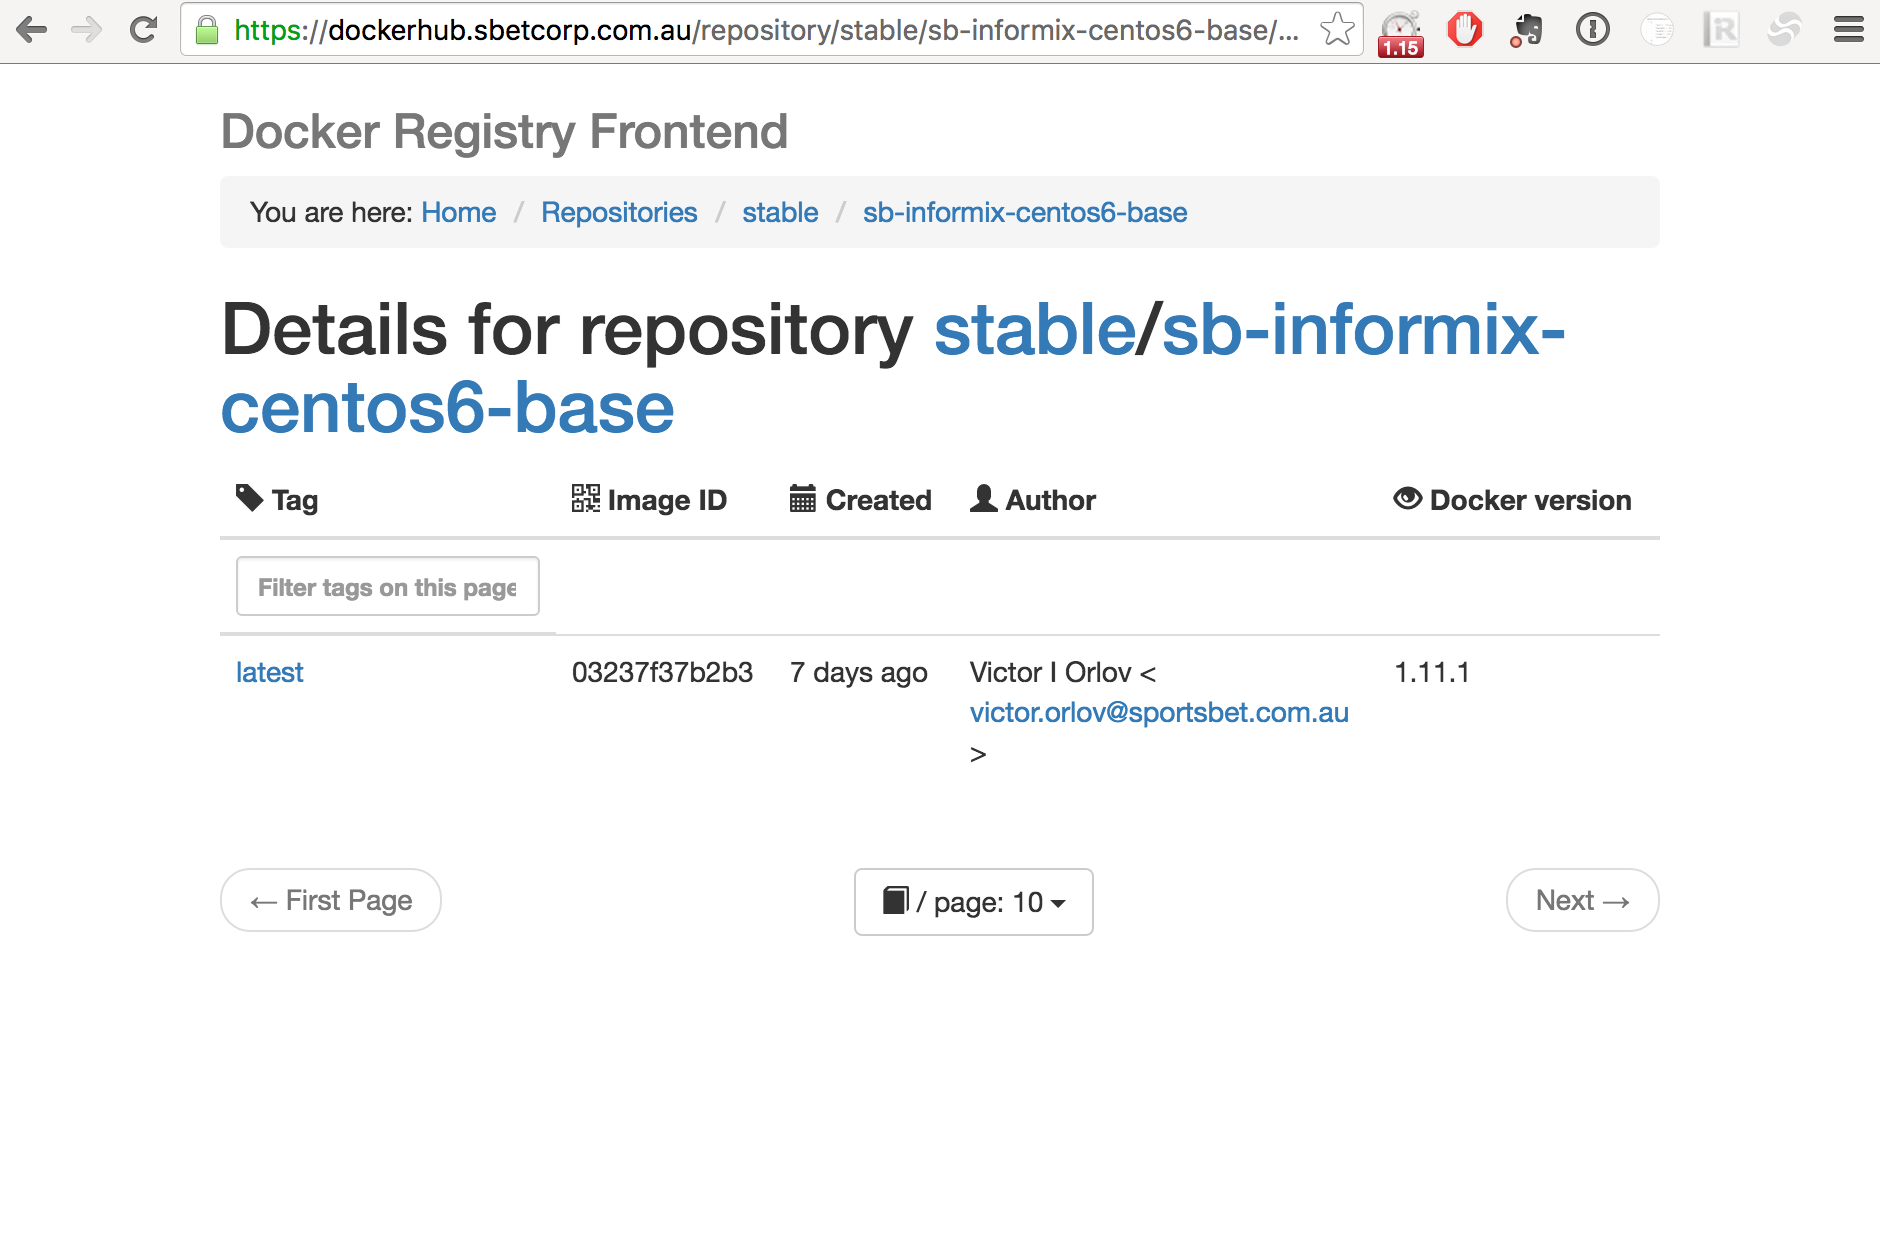 https://dockerhub.sbetcorp.com.au/repository/stable/sb-informix-centos6-base/...
1.15
Docker Registry Frontend
You are here: Home / Repositories / stable / sb-informix-centos6-base
Details for repository stable/sb-informix-
centos6-base
Tag Image ID Created Author Docker version
Filter tags on this page
latest 03237f37b2b3 7 days ago Victor I Orlov < 1.11.1
victor.orlov@sportsbet.com.au
>
← First Page / page: 10 Next →